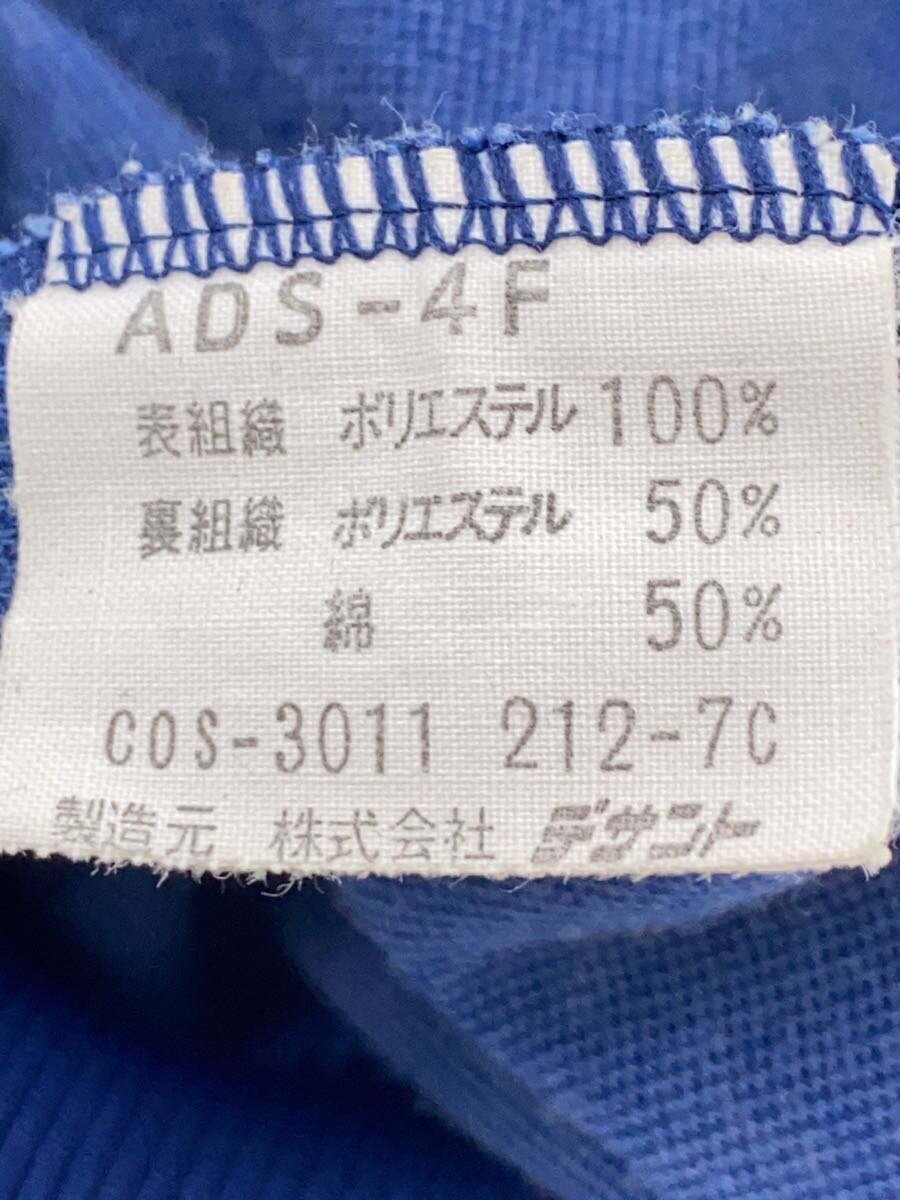 ADS-4F
表組織 ポリエステル 100%
裏組織 ポリエステル 50%
綿 50%
COS-3011 212-7C
製造元 株式会社 デサント